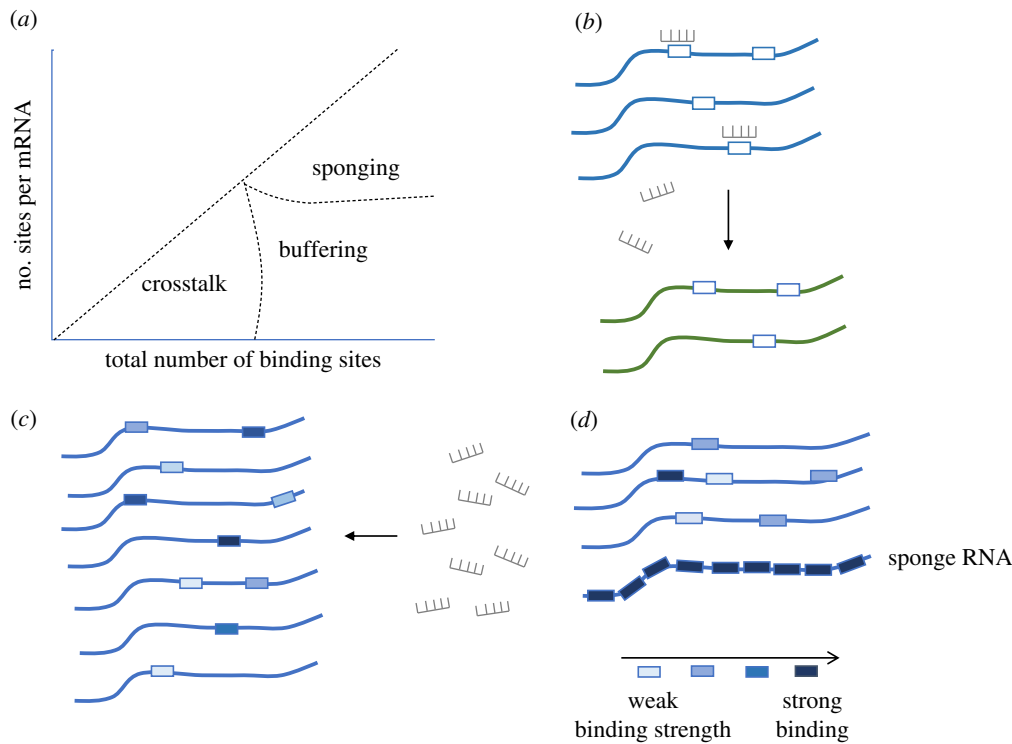 (a)
no. sites per mRNA
sponging
buffering
crosstalk
total number of binding sites
(b)
(c)
(d)
sponge RNA
weak
binding strength
strong
binding